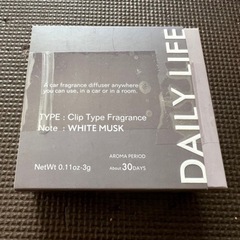 A car fragrance diffuser anywhere
you can use, in a car or in a room.
TYPE : Clip Type Fragrance
Note : WHITE MUSK
NetWt 0.11oz-3g
AROMA PERIOD
About 30DAYS
DAILY LIFE